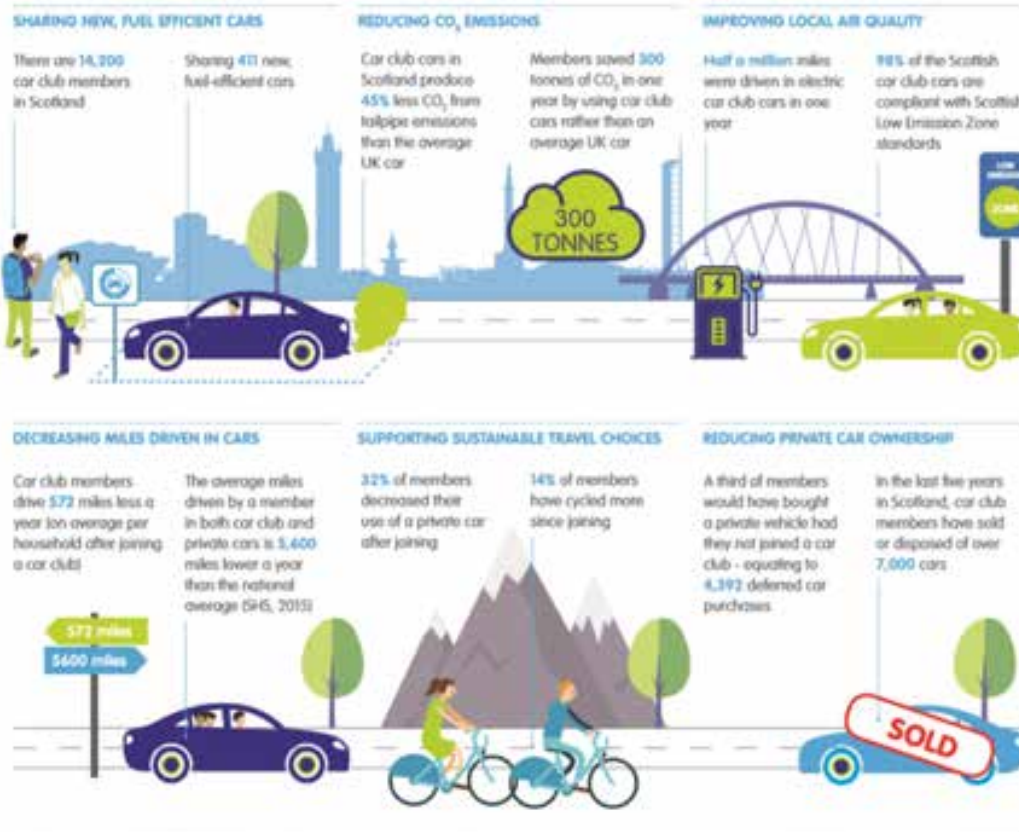 SHARING NEW, FUEL EFFICIENT CARS
There are 14,200
car club members
in Scotland
Sharing 411 new,
fuel-efficient cars
REDUCING CO₂ EMISSIONS
Car club cars in
Scotland produce
45% less CO₂ from
tailpipe emissions
than the average
UK car
Members saved 300
tonnes of CO₂ in one
year by using car club
cars rather than an
average UK car
300
TONNES
IMPROVING LOCAL AIR QUALITY
Half a million miles
were driven in electric
car club cars in one
year
98% of the Scottish
car club cars are
compliant with Scottish
Low Emission Zone
standards
LOW
EMISSION
ZONE
DECREASING MILES DRIVEN IN CARS
Car club members
drive 572 miles less a
year (on average per
household after joining
a car club)
The average miles
driven by a member
in both car club and
private cars is 5,600
miles lower a year
than the national
average (SHS, 2015)
572 miles
5600 miles
SUPPORTING SUSTAINABLE TRAVEL CHOICES
32% of members
decreased their
use of a private car
after joining
14% of members
have cycled more
since joining
REDUCING PRIVATE CAR OWNERSHIP
A third of members
would have bought
a private vehicle had
they not joined a car
club - equating to
4,392 deferred car
purchases
In the last five years
in Scotland, car club
members have sold
or disposed of over
7,000 cars
SOLD